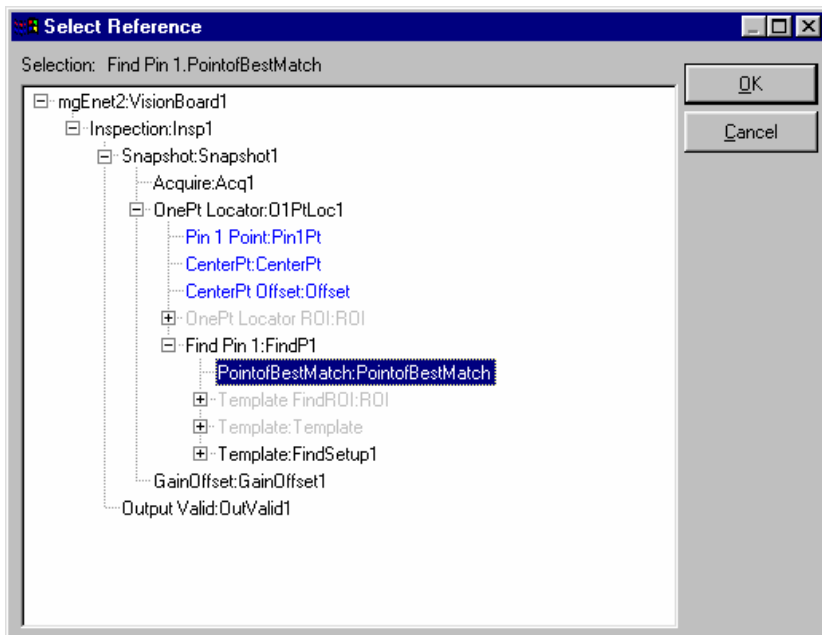 Select Reference
Selection: Find Pin 1.PointofBestMatch
OK
Cancel
mgEnet2:VisionBoard1
Inspection:Insp1
Snapshot:Snapshot1
Acquire:Acq1
OnePt Locator:O1PtLoc1
Pin 1 Point:Pin1Pt
CenterPt:CenterPt
CenterPt Offset:Offset
OnePt Locator ROI:ROI
Find Pin 1:FindP1
PointofBestMatch:PointofBestMatch
Template FindROI:ROI
Template:Template
Template:FindSetup1
GainOffset:GainOffset1
Output Valid:OutValid1